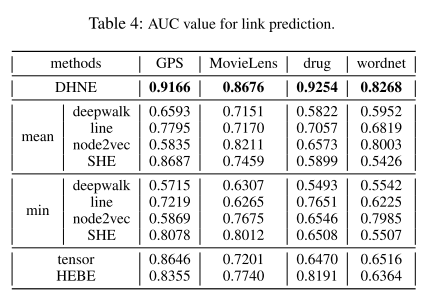 Table 4: AUC value for link prediction.
methods GPS MovieLens drug wordnet
DHNE 0.9166 0.8676 0.9254 0.8268
mean
deepwalk 0.6593 0.7151 0.5822 0.5952
line 0.7795 0.7170 0.7057 0.6819
node2vec 0.5835 0.8211 0.6573 0.8003
SHE 0.8687 0.7459 0.5899 0.5426
min
deepwalk 0.5715 0.6307 0.5493 0.5542
line 0.7219 0.6265 0.7651 0.6225
node2vec 0.5869 0.7675 0.6546 0.7985
SHE 0.8078 0.8012 0.6508 0.5507
tensor 0.8646 0.7201 0.6470 0.6516
HEBE 0.8355 0.7740 0.8191 0.6364